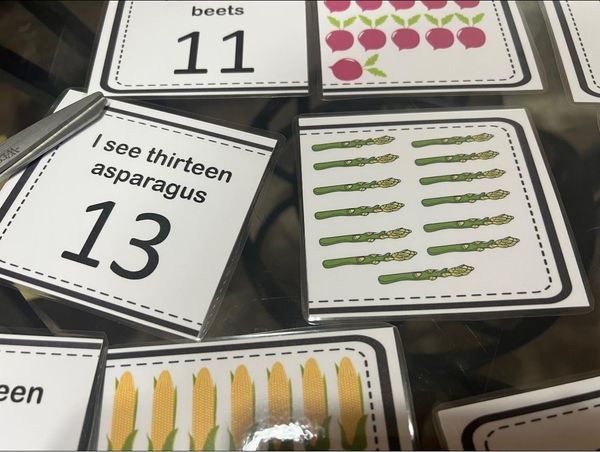 beets
11
I see thirteen
asparagus
13
een